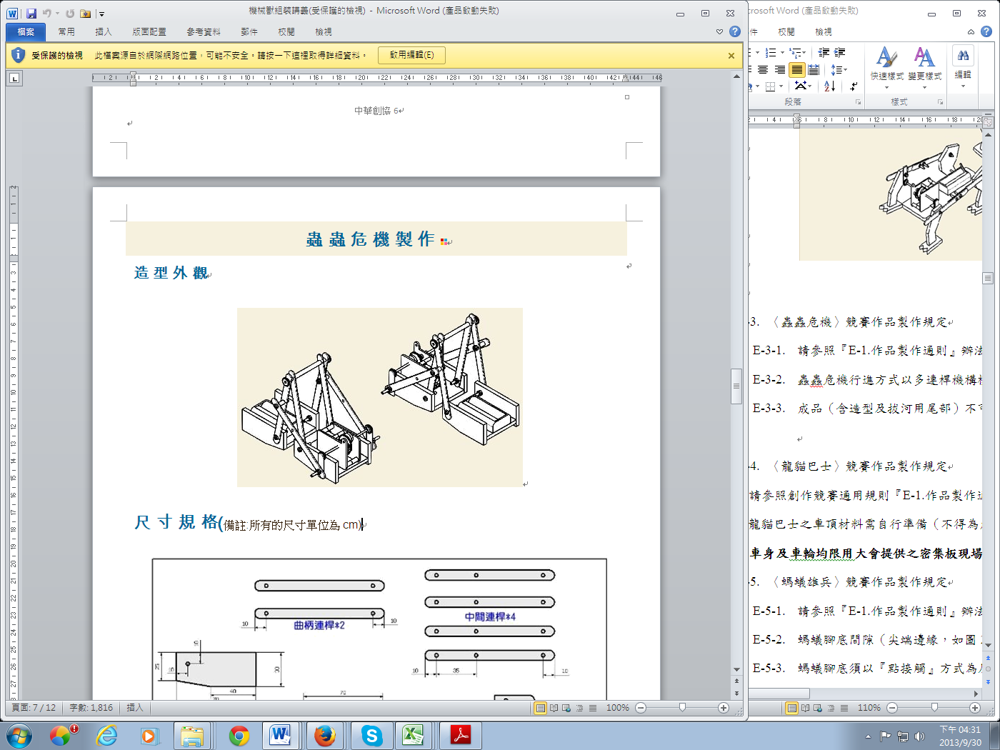 機械獸組裝講義(受保護的檢視) - Microsoft Word (產品啟動失敗)
檔案 常用 插入 版面配置 參考資料 郵件 校閱 檢視
受保護的檢視 此檔案源自於網際網路位置，可能不安全。請按一下這裡取得詳細資料。 啟用編輯(E)
中華創協 6
蟲蟲危機製作
造型外觀
尺寸規格(備註:所有的尺寸單位為 cm)
曲柄連桿*2
中間連桿*4
10
10
10
35
10
10
25
15
30
40
70
頁面: 7 / 12 字數: 1,816 插入 100%
crosoft Word (產品啟動失敗)
件 校閱 檢視
快速樣式 變更樣式 編輯
段落 樣式
-3. 〈蟲蟲危機〉競賽作品製作規定
E-3-1. 請參照『E-1.作品製作通則』辦法
E-3-2. 蟲蟲危機行進方式以多連桿機構
E-3-3. 成品（含造型及拔河用尾部）不可
-4. 〈龍貓巴士〉競賽作品製作規定
請參照創作競賽通用規則『E-1.作品製作通
龍貓巴士之車頂材料需自行準備（不得為
車身及車輪均限用大會提供之密集板現場
-5. 〈螞蟻雄兵〉競賽作品製作規定
E-5-1. 請參照『E-1.作品製作通則』辦法
E-5-2. 螞蟻腳底間隙（尖端邊緣，如圖
E-5-3. 螞蟻腳底須以『點接觸』方式為
110%
下午 04:31
2013/9/30